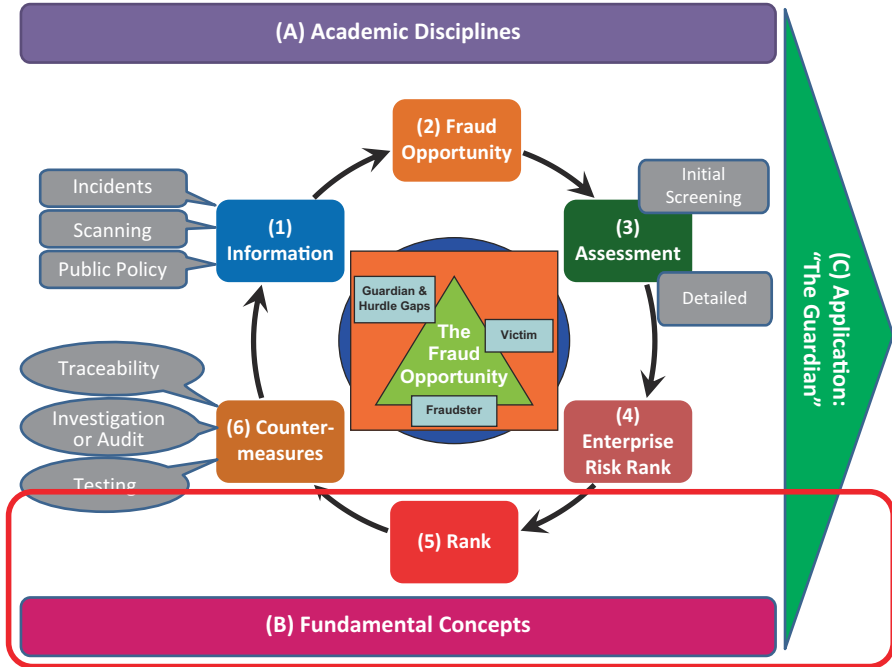 (A) Academic Disciplines
(2) Fraud
Opportunity
Initial
Screening
(3)
Assessment
Detailed
Incidents
Scanning
Public Policy
(1)
Information
Guardian &
Hurdle Gaps
Victim
The
Fraud
Opportunity
Fraudster
Traceability
Investigation
or Audit
Testing
(6) Counter-
measures
(4)
Enterprise
Risk Rank
(5) Rank
(B) Fundamental Concepts
(C) Application:
“The Guardian”